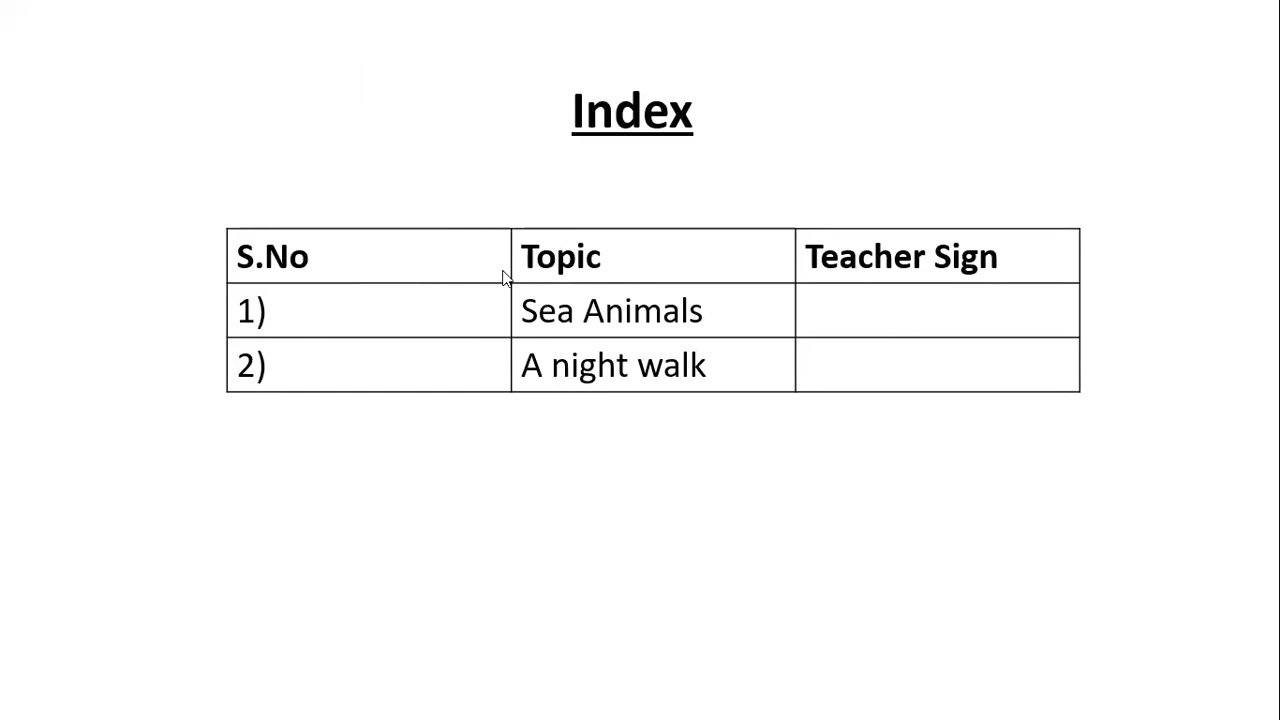 Index
S.No Topic Teacher Sign
1) Sea Animals
2) A night walk